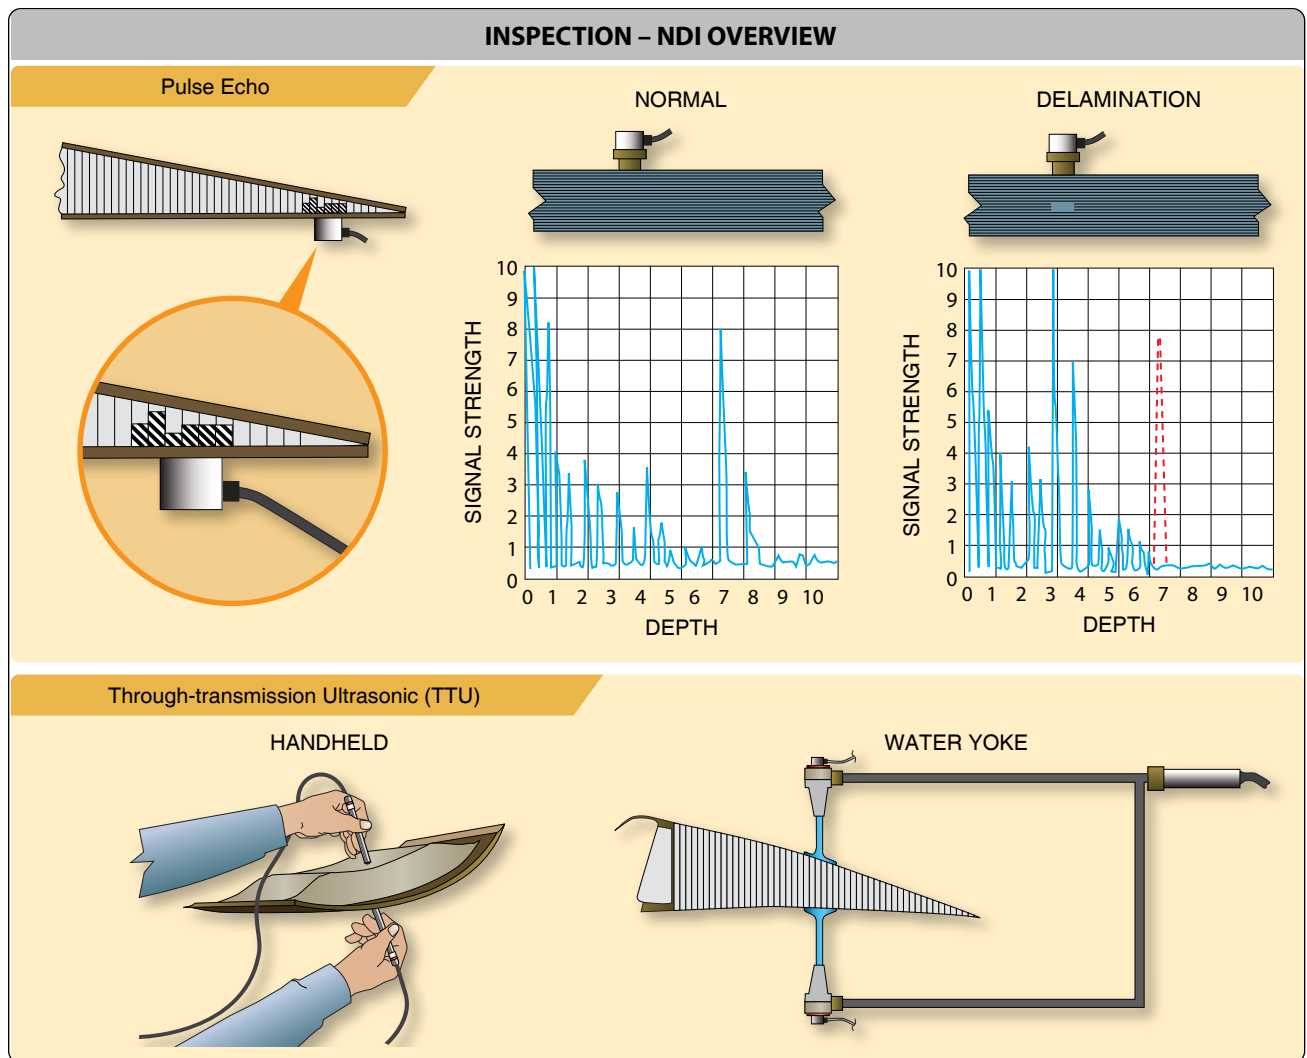 INSPECTION – NDI OVERVIEW
Pulse Echo
NORMAL
DELAMINATION
SIGNAL STRENGTH
10
9
8
7
6
5
4
3
2
1
0
0 1 2 3 4 5 6 7 8 9 10
DEPTH
SIGNAL STRENGTH
10
9
8
7
6
5
4
3
2
1
0
0 1 2 3 4 5 6 7 8 9 10
DEPTH
Through-transmission Ultrasonic (TTU)
HANDHELD
WATER YOKE